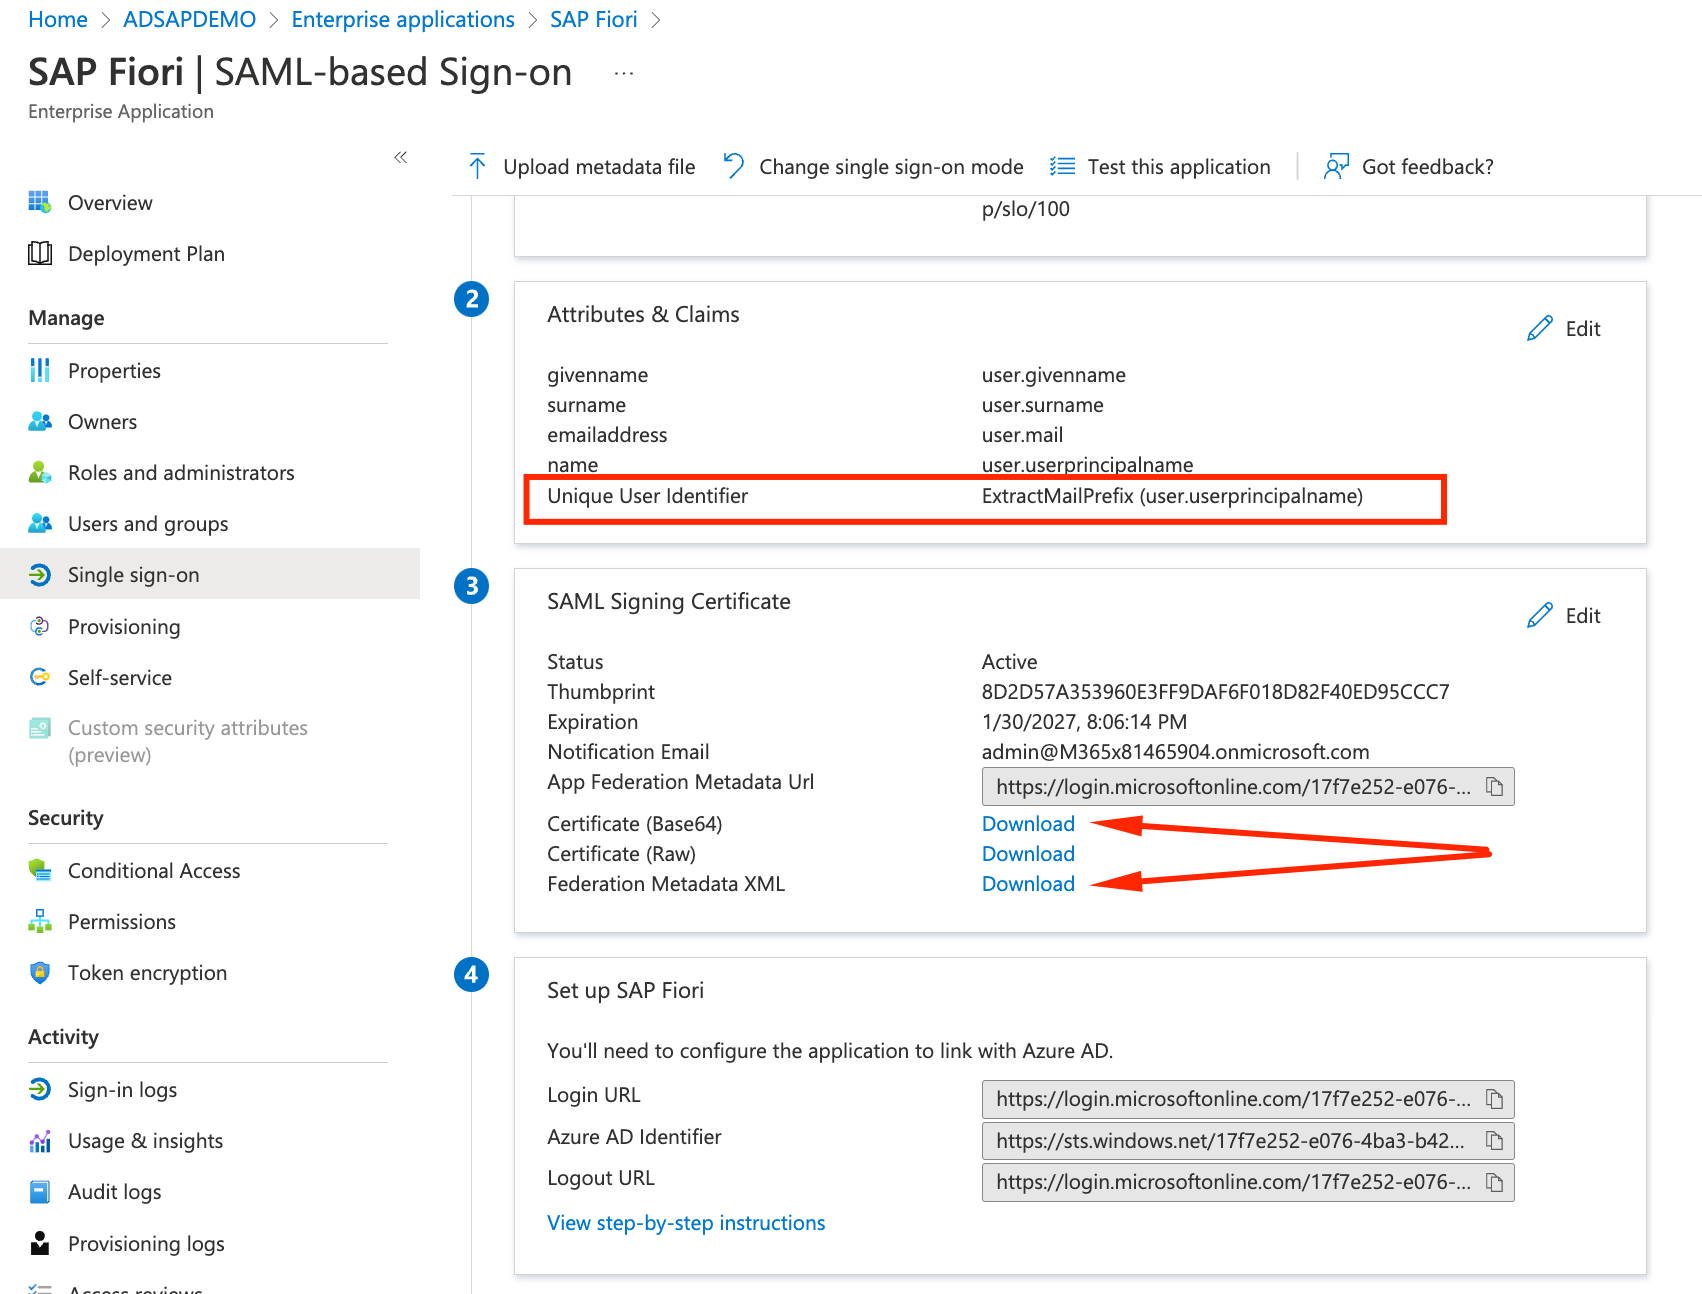 Home > ADSAPDEMO > Enterprise applications > SAP Fiori >
SAP Fiori | SAML-based Sign-on ...
Enterprise Application
«
Overview
Deployment Plan
Manage
Properties
Owners
Roles and administrators
Users and groups
Single sign-on
Provisioning
Self-service
Custom security attributes
(preview)
Security
Conditional Access
Permissions
Token encryption
Activity
Sign-in logs
Usage & insights
Audit logs
Provisioning logs
Access reviews
Upload metadata file Change single sign-on mode Test this application | Got feedback?
p/slo/100
2
Attributes & Claims
Edit
givenname user.givenname
surname user.surname
emailaddress user.mail
name user.userprincipalname
Unique User Identifier ExtractMailPrefix (user.userprincipalname)
3
SAML Signing Certificate
Edit
Status Active
Thumbprint 8D2D57A353960E3FF9DAF6F018D82F40ED95CCC7
Expiration 1/30/2027, 8:06:14 PM
Notification Email admin@M365x81465904.onmicrosoft.com
App Federation Metadata Url https://login.microsoftonline.com/17f7e252-e076-...
Certificate (Base64) Download
Certificate (Raw) Download
Federation Metadata XML Download
4
Set up SAP Fiori
You'll need to configure the application to link with Azure AD.
Login URL https://login.microsoftonline.com/17f7e252-e076-...
Azure AD Identifier https://sts.windows.net/17f7e252-e076-4ba3-b42...
Logout URL https://login.microsoftonline.com/17f7e252-e076-...
View step-by-step instructions